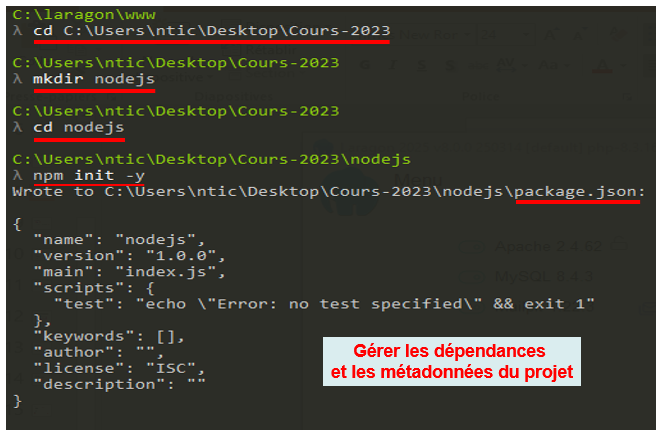 C:\laragon\www
λ cd C:\Users\ntic\Desktop\Cours-2023
C:\Users\ntic\Desktop\Cours-2023
λ mkdir nodejs
C:\Users\ntic\Desktop\Cours-2023
λ cd nodejs
C:\Users\ntic\Desktop\Cours-2023\nodejs
λ npm init -y
Wrote to C:\Users\ntic\Desktop\Cours-2023\nodejs\package.json:
{
  "name": "nodejs",
  "version": "1.0.0",
  "main": "index.js",
  "scripts": {
    "test": "echo \"Error: no test specified\" && exit 1"
  },
  "keywords": [],
  "author": "",
  "license": "ISC",
  "description": ""
}
Gérer les dépendances
et les métadonnées du projet